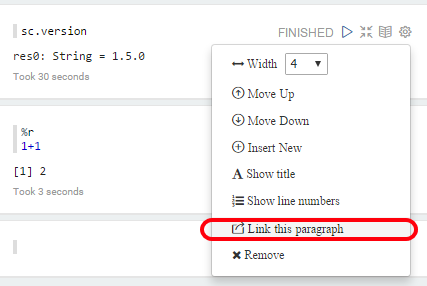 sc.version
FINISHED
res0: String = 1.5.0
Took 30 seconds
Width 4
Move Up
Move Down
Insert New
Show title
Show line numbers
Link this paragraph
Remove
%r
1+1
[1] 2
Took 3 seconds